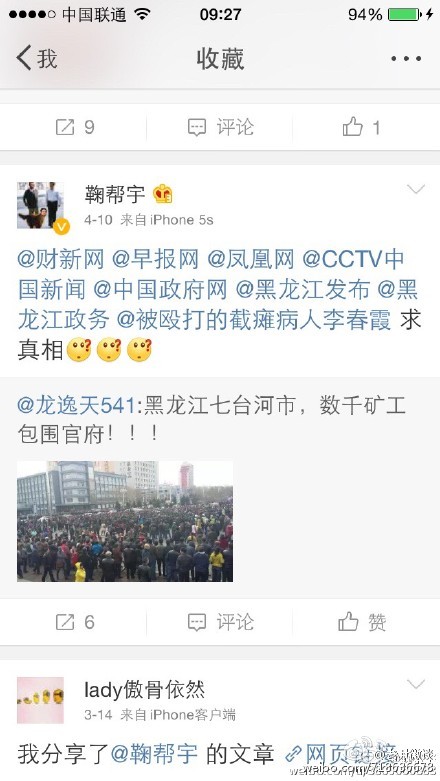 中国联通 09:27 94%
我 收藏
9 评论 1
鞠帮宇
4-10 来自iPhone 5s
@财新网 @早报网 @凤凰网 @CCTV中
国新闻 @中国政府网 @黑龙江发布 @黑
龙江政务 @被殴打的截瘫病人李春霞 求
真相
@龙逸天541:黑龙江七台河市，数千矿工
包围官府！！！
6 评论 赞
lady傲骨依然
3-14 来自iPhone客户端
我分享了@鞠帮宇 的文章 网页链接